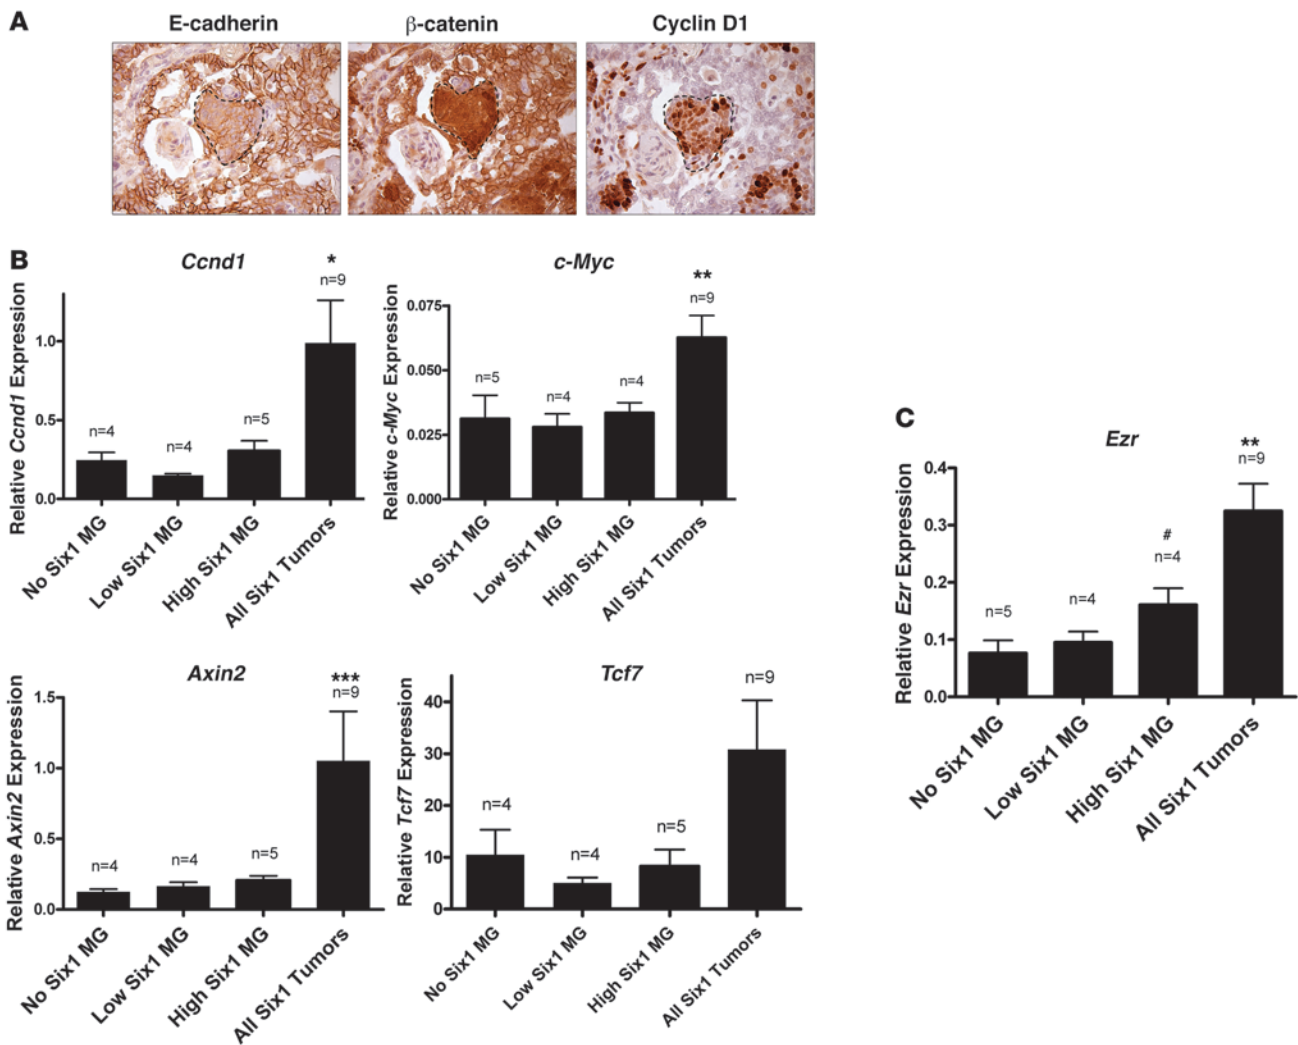 A
E-cadherin
β-catenin
Cyclin D1
B
Ccnd1
*
n=9
Relative Ccnd1 Expression
1.0
0.5
0.0
n=4
n=4
n=5
No Six1 MG
Low Six1 MG
High Six1 MG
All Six1 Tumors
c-Myc
**
n=9
Relative c-Myc Expression
0.075
0.050
0.025
0.000
n=5
n=4
n=4
No Six1 MG
Low Six1 MG
High Six1 MG
All Six1 Tumors
Axin2
***
n=9
Relative Axin2 Expression
1.5
1.0
0.5
0.0
n=4
n=4
n=5
No Six1 MG
Low Six1 MG
High Six1 MG
All Six1 Tumors
Tcf7
n=9
Relative Tcf7 Expression
40
30
20
10
0
n=4
n=4
n=5
No Six1 MG
Low Six1 MG
High Six1 MG
All Six1 Tumors
C
Ezr
**
n=9
Relative Ezr Expression
0.4
0.3
0.2
0.1
0.0
n=5
n=4
#
n=4
No Six1 MG
Low Six1 MG
High Six1 MG
All Six1 Tumors